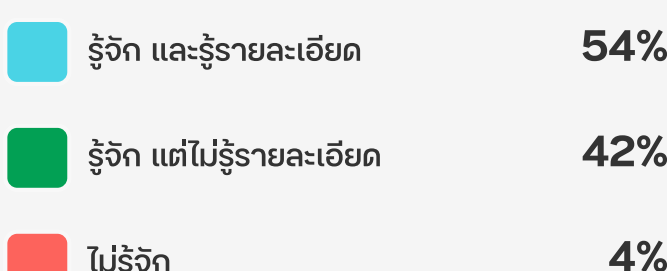 รู้จัก และรู้รายละเอียด 54%
รู้จัก แต่ไม่รู้รายละเอียด 42%
ไม่รู้จัก 4%